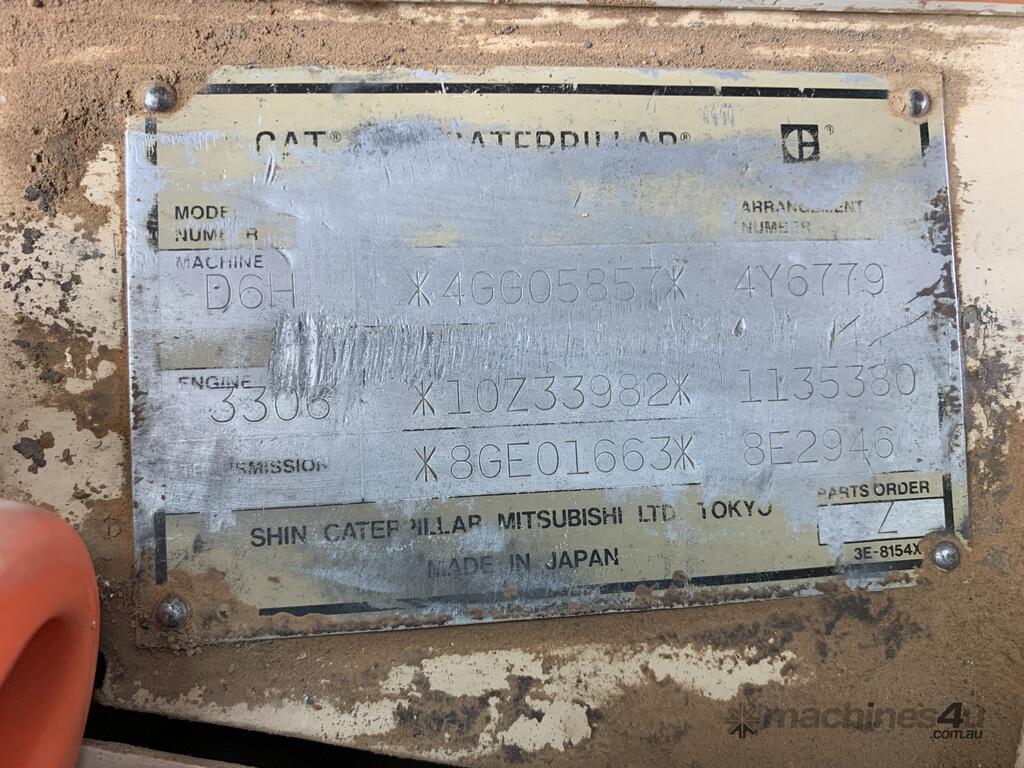 CAT® CATERPILLAR® ®
MODEL NUMBER
ARRANGEMENT NUMBER
MACHINE
D6H *4GG05857* 4Y6779
ENGINE
3306 *10Z33982* 1135380
TRANSMISSION *8GE01663* 8E2946
PARTS ORDER
Z
SHIN CATERPILLAR MITSUBISHI LTD TOKYO
MADE IN JAPAN
3E-8154X
machines4u
.com.au